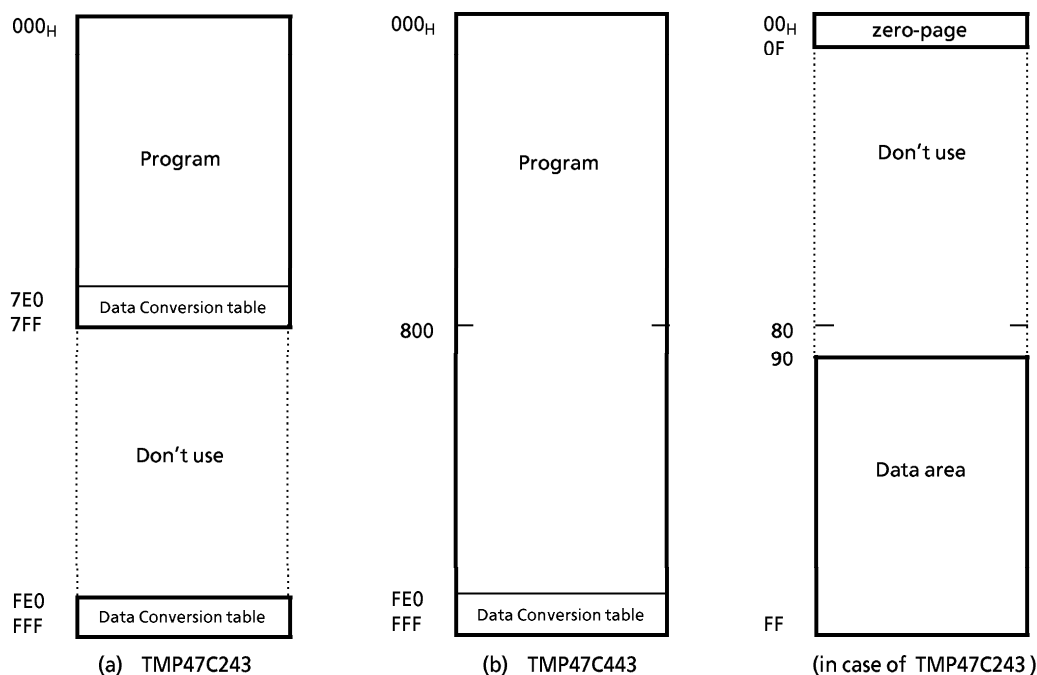 000H
Program
7E0
7FF
Data Conversion table
Don't use
FE0
FFF
Data Conversion table
(a) TMP47C243
000H
Program
800
FE0
FFF
Data Conversion table
(b) TMP47C443
00H
0F
zero-page
Don't use
80
90
Data area
FF
(in case of TMP47C243)